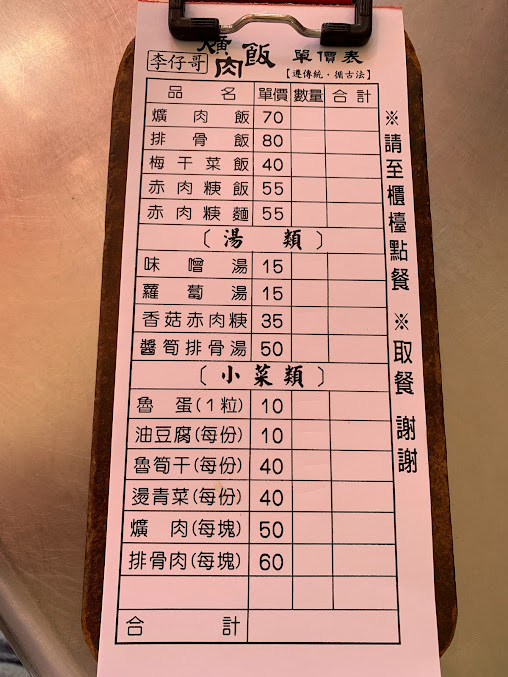 李仔哥 爌肉飯 單價表
【遵傳統・循古法】
品名 單價 數量 合計
爌肉飯 70
排骨飯 80
梅干菜飯 40
赤肉粳飯 55
赤肉粳麵 55
〔湯類〕
味噌湯 15
蘿蔔湯 15
香菇赤肉粳 35
醬筍排骨湯 50
〔小菜類〕
魯蛋(1粒) 10
油豆腐(每份) 10
魯筍干(每份) 40
燙青菜(每份) 40
爌肉(每塊) 50
排骨肉(每塊) 60
合計
※請至櫃檯點餐 ※取餐 謝謝